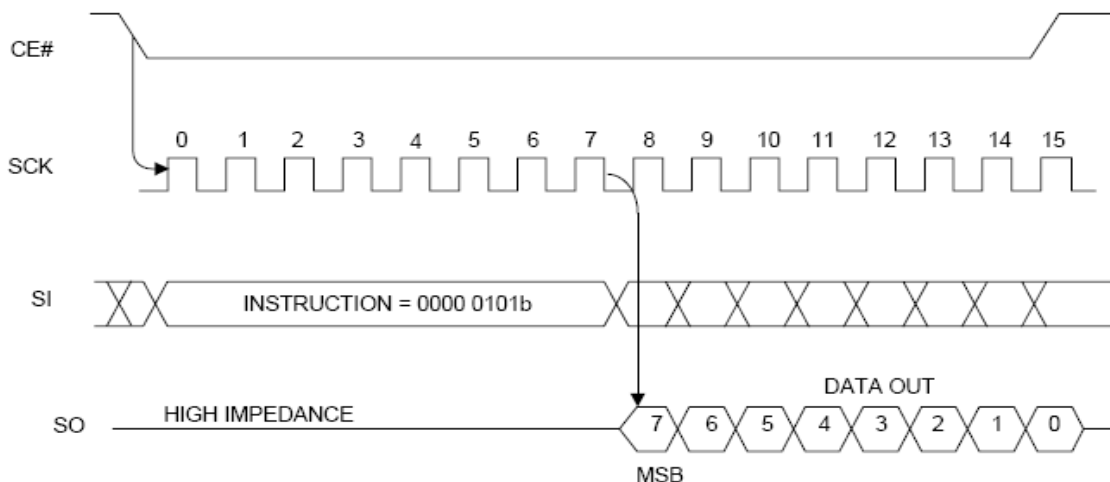 CE#
0 1 2 3 4 5 6 7 8 9 10 11 12 13 14 15
SCK
SI INSTRUCTION = 0000 0101b
DATA OUT
HIGH IMPEDANCE
SO 7 6 5 4 3 2 1 0
MSB